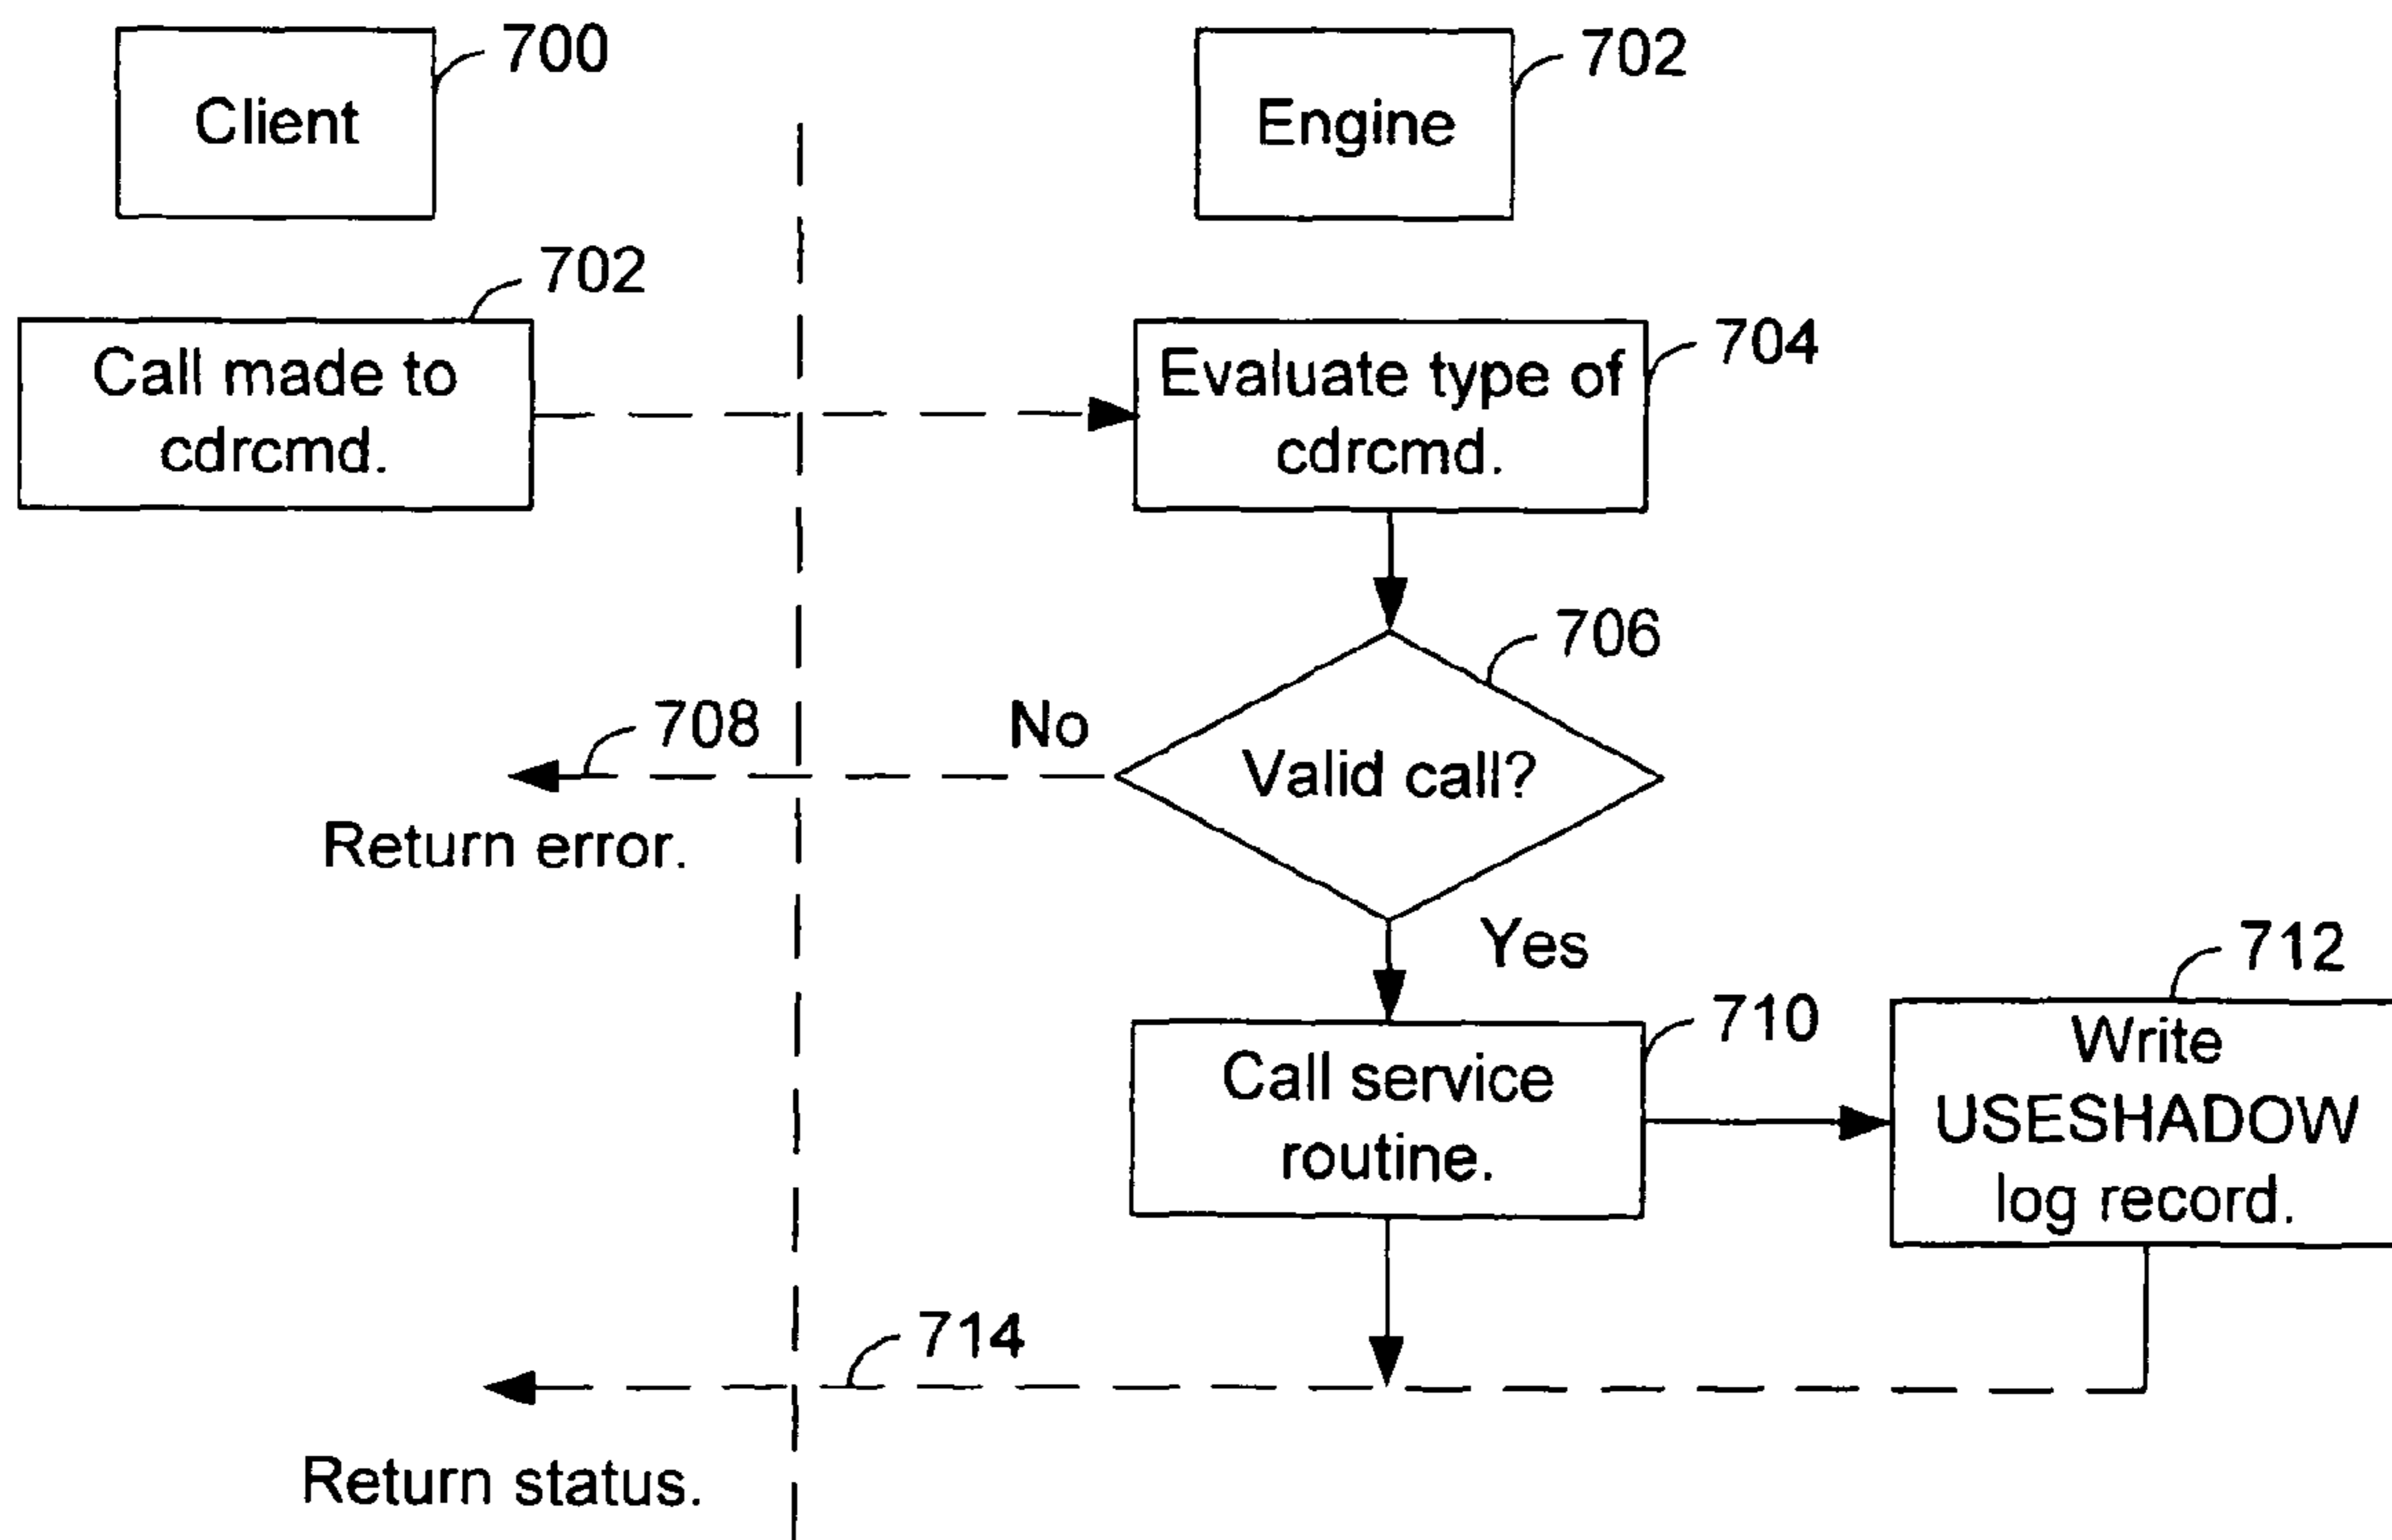 700
Client
702
Engine
702
Call made to
cdrcmd.
704
Evaluate type of
cdrcmd.
706
Valid call?
No
708
Return error.
Yes
710
Call service
routine.
712
Write
USESHADOW
log record.
714
Return status.